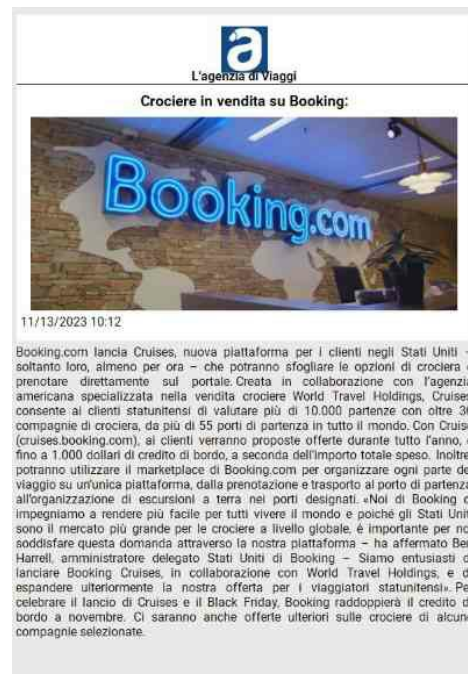 a
L'agenzia di Viaggi
Crociere in vendita su Booking:
Booking.com
11/13/2023 10:12
Booking.com lancia Cruises, nuova piattaforma per i clienti negli Stati Uniti –
soltanto loro, almeno per ora – che potranno sfogliare le opzioni di crociera
prenotare direttamente sul portale. Creata in collaborazione con l'agenzia
americana specializzata nella vendita crociere World Travel Holdings, Cruises
consente ai clienti statunitensi di valutare più di 10.000 partenze con oltre 30
compagnie di crociera, da più di 55 porti di partenza in tutto il mondo. Con Cruis
(cruises.booking.com), ai clienti verranno proposte offerte durante tutto l'anno,
fino a 1.000 dollari di credito di bordo, a seconda dell'importo totale speso. Inoltre
potranno utilizzare il marketplace di Booking.com per organizzare ogni parte de
viaggio su un'unica piattaforma, dalla prenotazione e trasporto al porto di partenza
all'organizzazione di escursioni a terra nei porti designati. «Noi di Booking c
impegniamo a rendere più facile per tutti vivere il mondo e poiché gli Stati Unit
sono il mercato più grande per le crociere a livello globale, è importante per no
soddisfare questa domanda attraverso la nostra piattaforma – ha affermato Ben
Harrell, amministratore delegato Stati Uniti di Booking – Siamo entusiasti d
lanciare Booking Cruises, in collaborazione con World Travel Holdings, e d
espandere ulteriormente la nostra offerta per i viaggiatori statunitensi». Pe
celebrare il lancio di Cruises e il Black Friday, Booking raddoppierà il credito d
bordo a novembre. Ci saranno anche offerte ulteriori sulle crociere di alcune
compagnie selezionate.